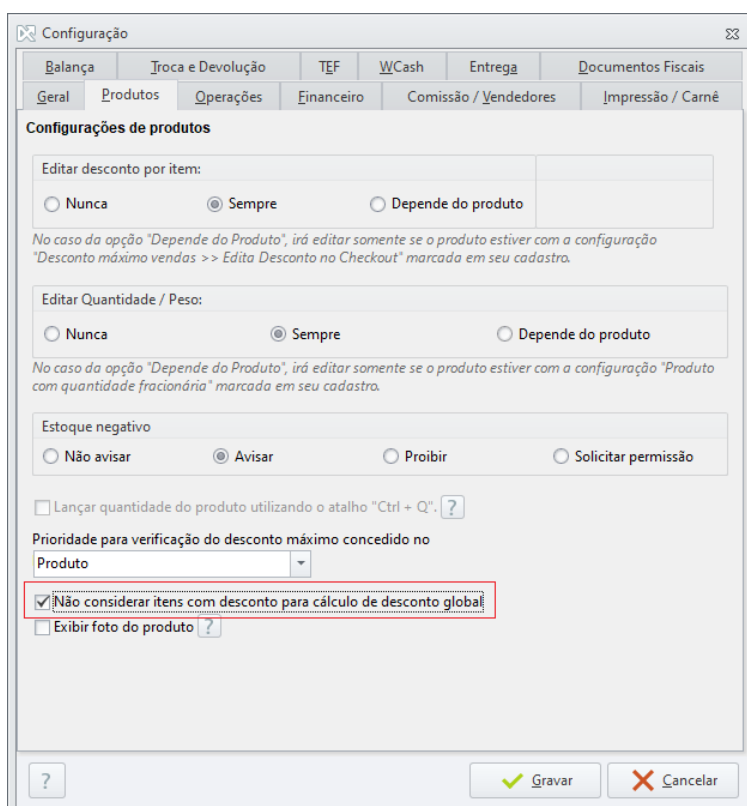 Configuração
Balança Troca e Devolução TEF WCash Entrega Documentos Fiscais
Geral Produtos Operações Financeiro Comissão / Vendedores Impressão / Carnê
Configurações de produtos
Editar desconto por item:
Nunca Sempre Depende do produto
No caso da opção "Depende do Produto", irá editar somente se o produto estiver com a configuração
"Desconto máximo vendas >> Edita Desconto no Checkout" marcada em seu cadastro.
Editar Quantidade / Peso:
Nunca Sempre Depende do produto
No caso da opção "Depende do Produto", irá editar somente se o produto estiver com a configuração "Produto
com quantidade fracionária" marcada em seu cadastro.
Estoque negativo
Não avisar Avisar Proibir Solicitar permissão
Lançar quantidade do produto utilizando o atalho "Ctrl + Q". ?
Prioridade para verificação do desconto máximo concedido no
Produto
Não considerar itens com desconto para cálculo de desconto global
Exibir foto do produto ?
? Gravar Cancelar